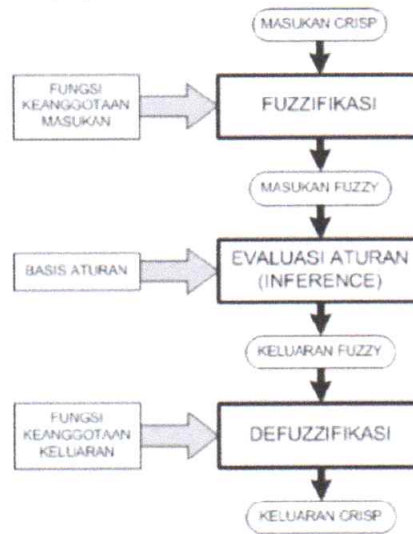 MASUKAN CRISP
FUNGSI
KEANGGOTAAN
MASUKAN
FUZZIFIKASI
MASUKAN FUZZY
BASIS ATURAN
EVALUASI ATURAN
(INFERENCE)
KELUARAN FUZZY
FUNGSI
KEANGGOTAAN
KELUARAN
DEFUZZIFIKASI
KELUARAN CRISP